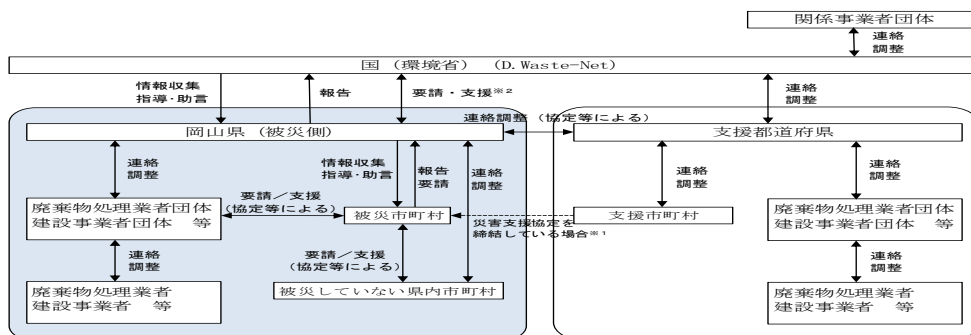 関係事業者団体
連絡
調整
国（環境省） (D.Waste-Net)
情報収集
指導･助言
報告
要請・支援※2
連絡
調整
岡山県（被災側）
連絡調整（協定等による）
支援都道府県
連絡
調整
情報収集
指導･助言
報告
要請
連絡
調整
連絡
調整
連絡
調整
廃棄物処理業者団体
建設事業者団体 等
要請／支援
（協定等による）
被災市町村
災害支援協定を
締結している場合※1
支援市町村
廃棄物処理業者団体
建設事業者団体 等
連絡
調整
要請／支援
（協定等による）
連絡
調整
廃棄物処理業者
建設事業者 等
被災していない県内市町村
廃棄物処理業者
建設事業者 等